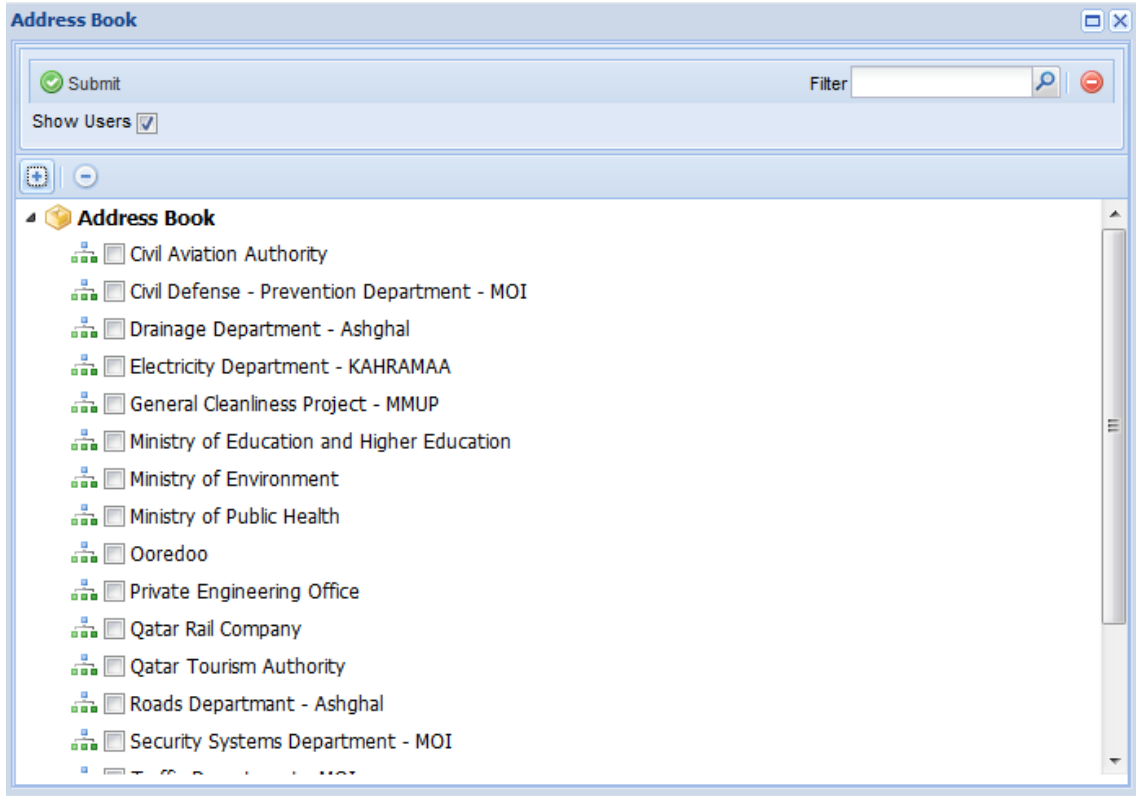 Address Book
Submit Filter
Show Users
Address Book
Civil Aviation Authority
Civil Defense - Prevention Department - MOI
Drainage Department - Ashghal
Electricity Department - KAHRAMAA
General Cleanliness Project - MMUP
Ministry of Education and Higher Education
Ministry of Environment
Ministry of Public Health
Ooredoo
Private Engineering Office
Qatar Rail Company
Qatar Tourism Authority
Roads Departmant - Ashghal
Security Systems Department - MOI